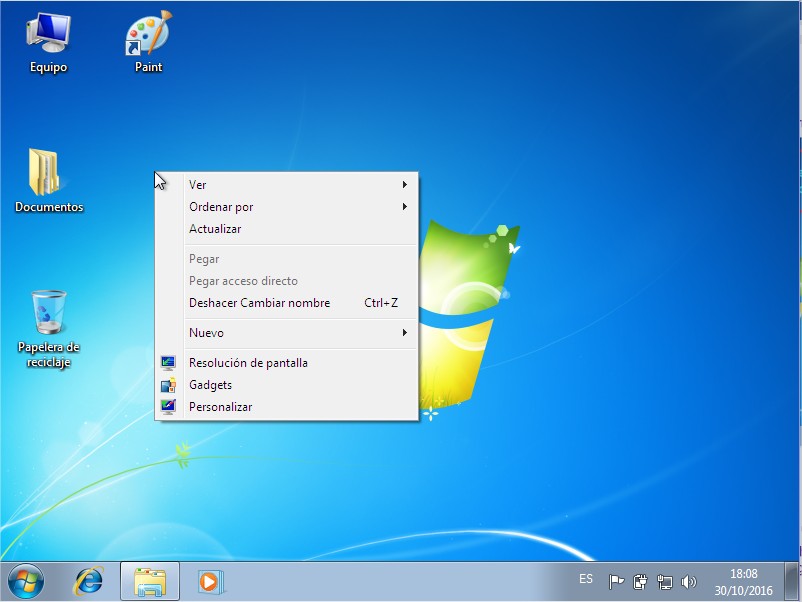 Equipo
Paint
Documentos
Papelera de
reciclaje
Ver
Ordenar por
Actualizar
Pegar
Pegar acceso directo
Deshacer Cambiar nombre Ctrl+Z
Nuevo
Resolución de pantalla
Gadgets
Personalizar
ES
18:08
30/10/2016